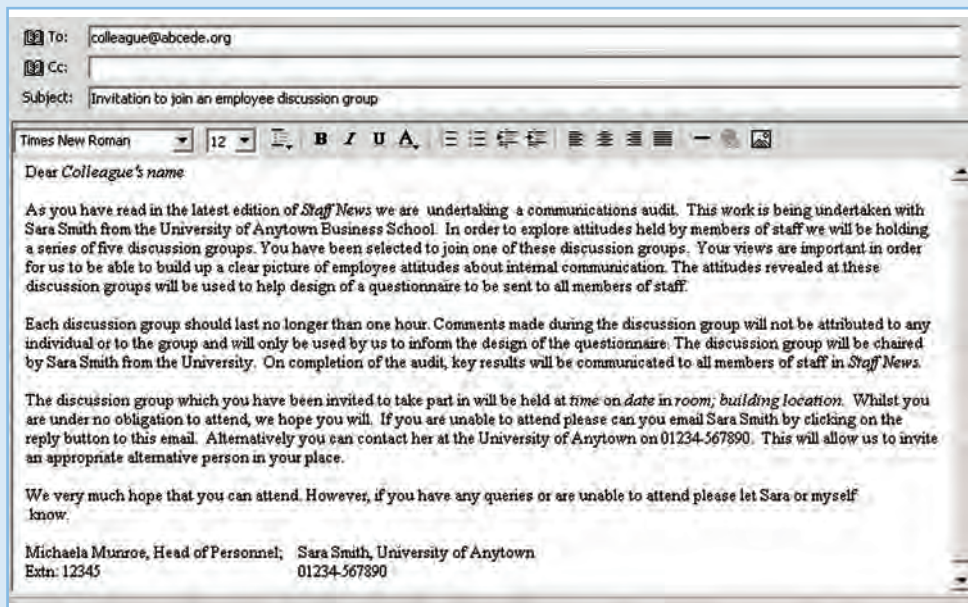 To: colleague@abcede.org
Cc:
Subject: Invitation to join an employee discussion group
Times New Roman 12 B I U A
Dear Colleague's name
As you have read in the latest edition of Staff News we are undertaking a communications audit. This work is being undertaken with
Sara Smith from the University of Anytown Business School. In order to explore attitudes held by members of staff we will be holding
a series of five discussion groups. You have been selected to join one of these discussion groups. Your views are important in order
for us to be able to build up a clear picture of employee attitudes about internal communication. The attitudes revealed at these
discussion groups will be used to help design of a questionnaire to be sent to all members of staff.
Each discussion group should last no longer than one hour. Comments made during the discussion group will not be attributed to any
individual or to the group and will only be used by us to inform the design of the questionnaire. The discussion group will be chaired
by Sara Smith from the University. On completion of the audit, key results will be communicated to all members of staff in Staff News.
The discussion group which you have been invited to take part in will be held at time on date in room; building location. Whilst you
are under no obligation to attend, we hope you will. If you are unable to attend please can you email Sara Smith by clicking on the
reply button to this email. Alternatively you can contact her at the University of Anytown on 01234-567890. This will allow us to invite
an appropriate alternative person in your place.
We very much hope that you can attend. However, if you have any queries or are unable to attend please let Sara or myself
know.
Michaela Munroe, Head of Personnel; Sara Smith, University of Anytown
Extn: 12345 01234-567890